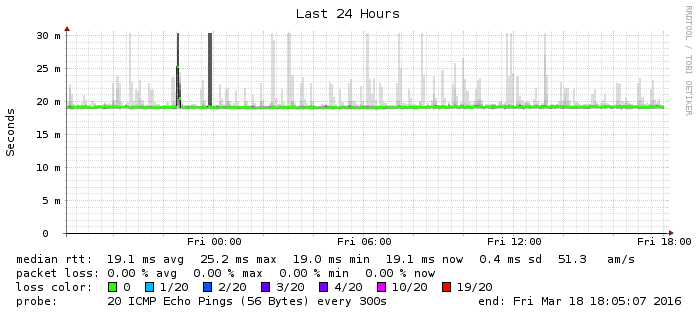 Last 24 Hours
RRDTOOL / TOBI OETIKER
Seconds
30 m
25 m
20 m
15 m
10 m
5 m
0
Fri 00:00 Fri 06:00 Fri 12:00 Fri 18:00
median rtt: 19.1 ms avg 25.2 ms max 19.0 ms min 19.1 ms now 0.4 ms sd 51.3 am/s
packet loss: 0.00 % avg 0.00 % max 0.00 % min 0.00 % now
loss color: 0 1/20 2/20 3/20 4/20 10/20 19/20
probe: 20 ICMP Echo Pings (56 Bytes) every 300s end: Fri Mar 18 18:05:07 2016